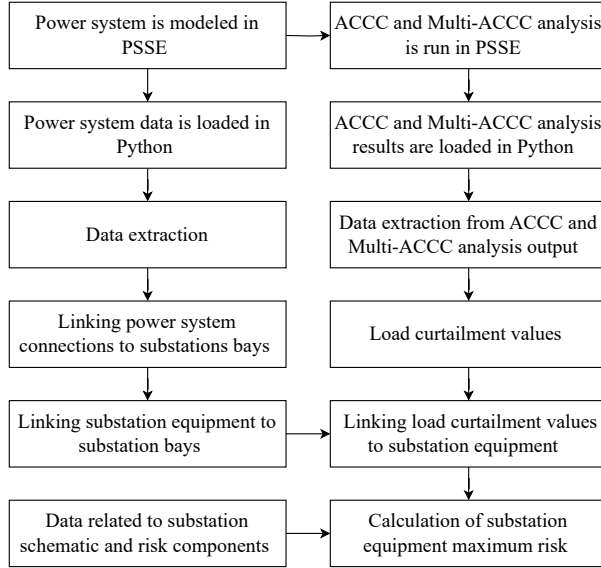 Power system is modeled in
PSSE
ACCC and Multi-ACCC analysis
is run in PSSE
Power system data is loaded in
Python
ACCC and Multi-ACCC analysis
results are loaded in Python
Data extraction
Data extraction from ACCC and
Multi-ACCC analysis output
Linking power system
connections to substations bays
Load curtailment values
Linking substation equipment to
substation bays
Linking load curtailment values
to substation equipment
Data related to substation
schematic and risk components
Calculation of substation
equipment maximum risk